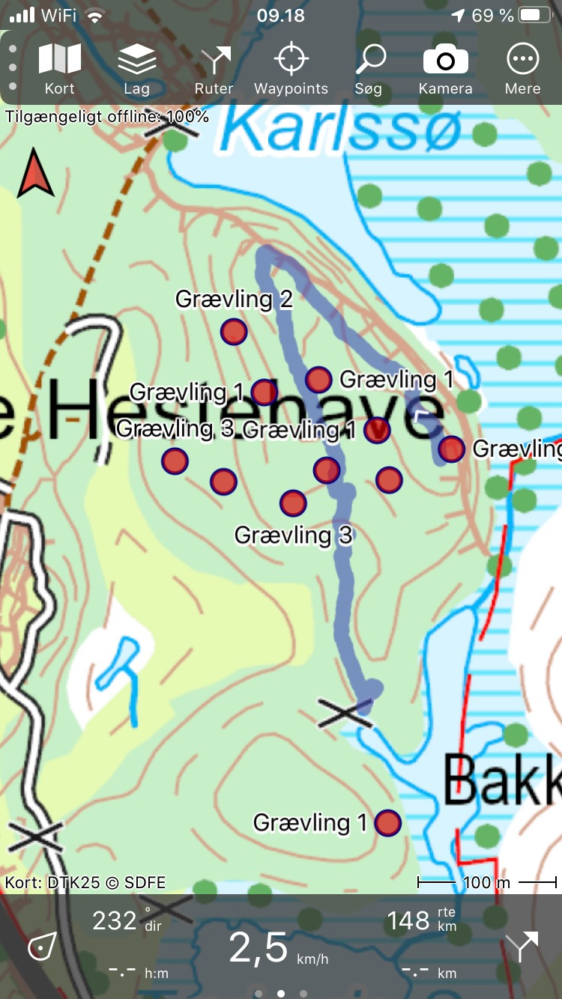 WiFi 09.18 69 %
Kort Lag Ruter Waypoints Søg Kamera Mere
Tilgængeligt offline: 100%
Karlssø
Grævling 2
Grævling 1
Grævling 1
e Hestehave
Grævling 3
Grævling 1
Grævling
Grævling 3
Bakk
Grævling 1
Kort: DTK25 © SDFE
100 m
232 ° dir
148 rte km
2,5 km/h
-.- h:m
-.- km